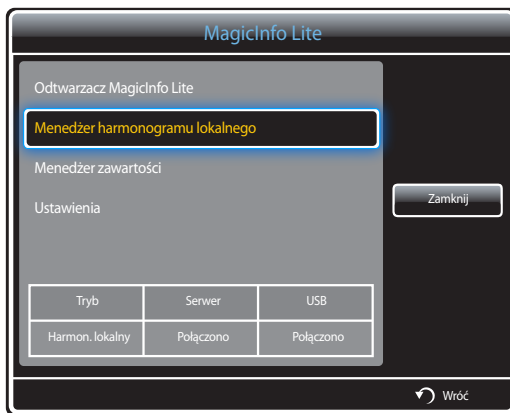 MagicInfo Lite
Odtwarzacz MagicInfo Lite
Menedżer harmonogramu lokalnego
Menedżer zawartości
Ustawienia
Zamknij
Tryb Serwer USB
Harmon. lokalny Połączono Połączono
Wróć